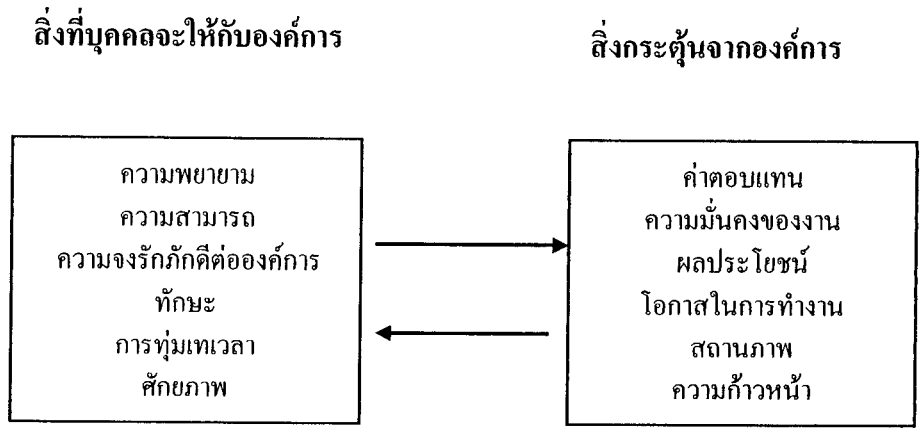 สิ่งที่บุคคลจะให้กับองค์การ
สิ่งกระตุ้นจากองค์การ
ความพยายาม
ความสามารถ
ความจงรักภักดีต่อองค์การ
ทักษะ
การทุ่มเทเวลา
ศักยภาพ
ค่าตอบแทน
ความมั่นคงของงาน
ผลประโยชน์
โอกาสในการทำงาน
สถานภาพ
ความก้าวหน้า